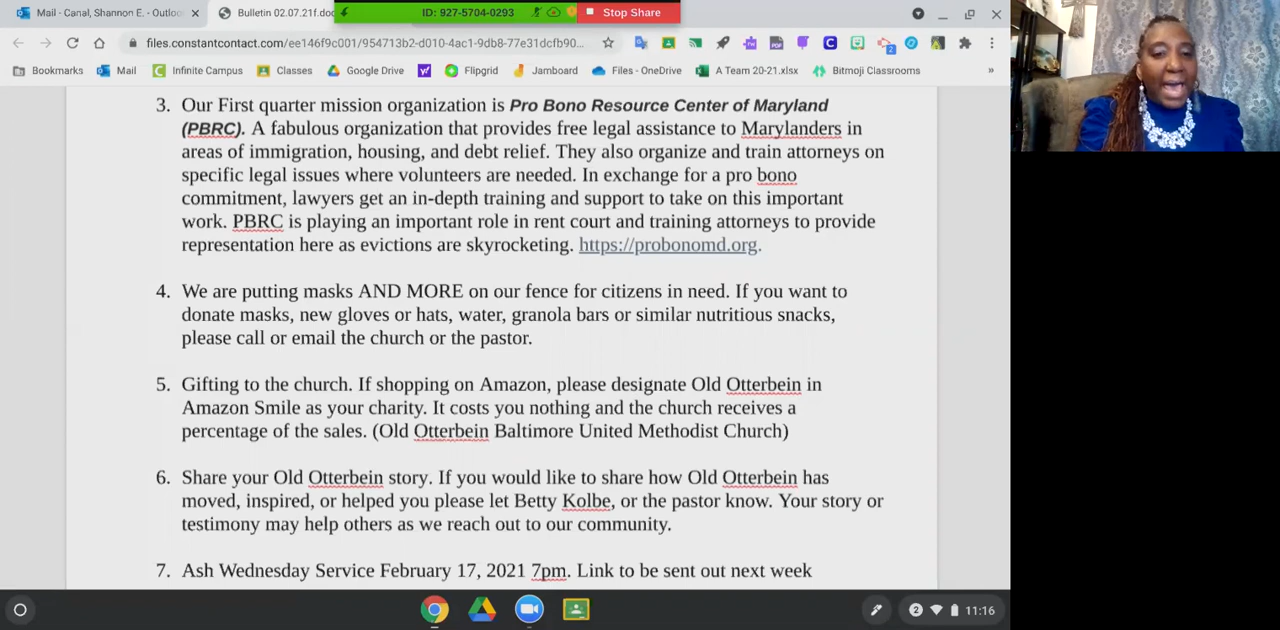 Mail - Canal, Shannon E. - Outloo
Bulletin 02.07.21f.doc
ID: 927-5704-0293
Stop Share
files.constantcontact.com/ee146f9c001/954713b2-d010-4ac1-9db8-77e31dcfb90...
Bookmarks
Mail
Infinite Campus
Classes
Google Drive
Flipgrid
Jamboard
Files - OneDrive
A Team 20-21.xlsx
Bitmoji Classrooms
»
3. Our First quarter mission organization is Pro Bono Resource Center of Maryland
(PBRC). A fabulous organization that provides free legal assistance to Marylanders in
areas of immigration, housing, and debt relief. They also organize and train attorneys on
specific legal issues where volunteers are needed. In exchange for a pro bono
commitment, lawyers get an in-depth training and support to take on this important
work. PBRC is playing an important role in rent court and training attorneys to provide
representation here as evictions are skyrocketing. https://probonomd.org.
4. We are putting masks AND MORE on our fence for citizens in need. If you want to
donate masks, new gloves or hats, water, granola bars or similar nutritious snacks,
please call or email the church or the pastor.
5. Gifting to the church. If shopping on Amazon, please designate Old Otterbein in
Amazon Smile as your charity. It costs you nothing and the church receives a
percentage of the sales. (Old Otterbein Baltimore United Methodist Church)
6. Share your Old Otterbein story. If you would like to share how Old Otterbein has
moved, inspired, or helped you please let Betty Kolbe, or the pastor know. Your story or
testimony may help others as we reach out to our community.
7. Ash Wednesday Service February 17, 2021 7pm. Link to be sent out next week
2
11:16